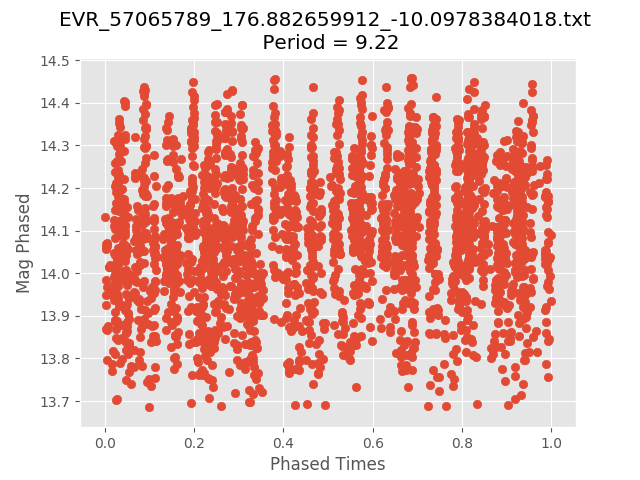 EVR_57065789_176.882659912_-10.0978384018.txt
Period = 9.22
14.5
14.4
14.3
14.2
14.1
14.0
13.9
13.8
13.7
Mag Phased
0.0 0.2 0.4 0.6 0.8 1.0
Phased Times